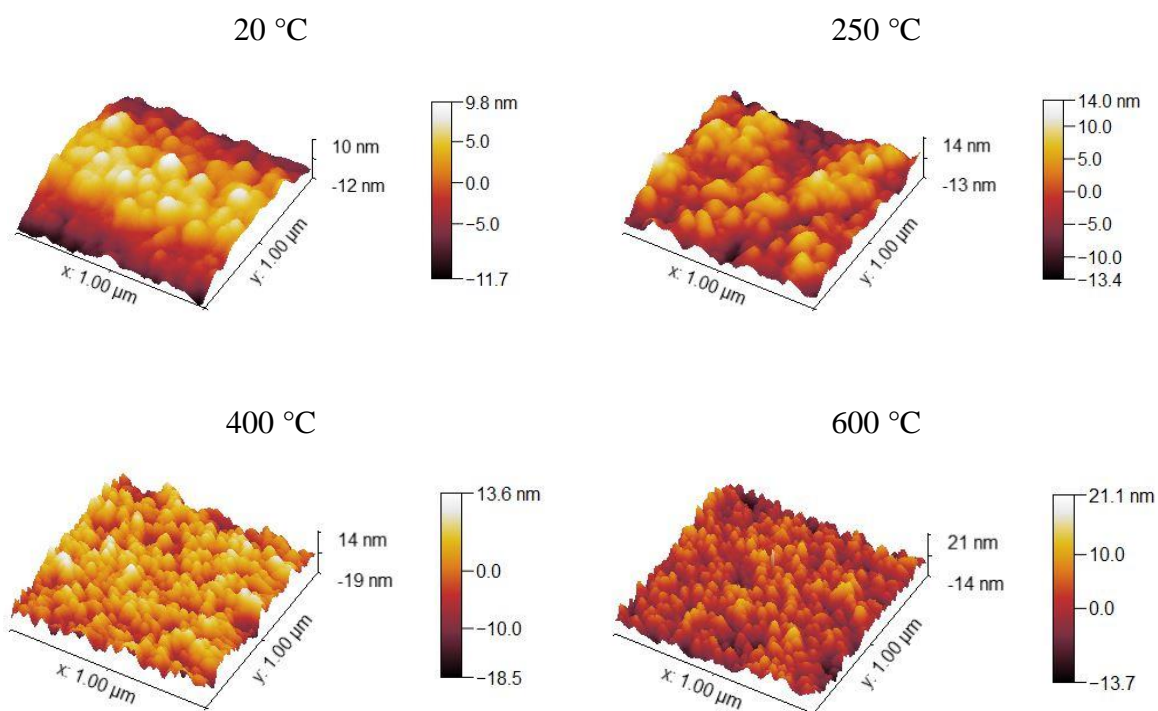 20 °C
9.8 nm
5.0
0.0
−5.0
−11.7
10 nm
-12 nm
x: 1.00 µm
y: 1.00 µm
250 °C
14.0 nm
10.0
5.0
0.0
−5.0
−10.0
−13.4
14 nm
-13 nm
x: 1.00 µm
y: 1.00 µm
400 °C
13.6 nm
0.0
−10.0
−18.5
14 nm
-19 nm
x: 1.00 µm
y: 1.00 µm
600 °C
21.1 nm
10.0
0.0
−13.7
21 nm
-14 nm
x: 1.00 µm
y: 1.00 µm